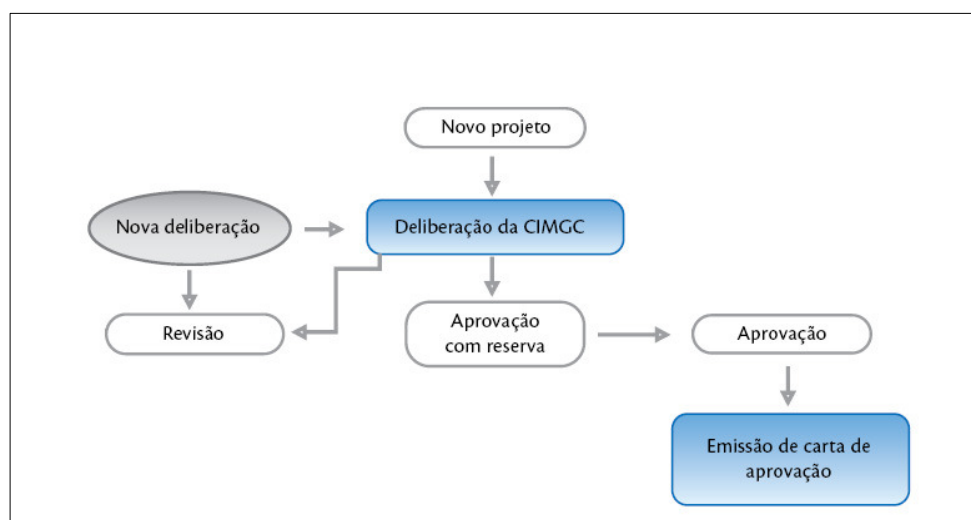 Novo projeto
Nova deliberação
Deliberação da CIMGC
Revisão
Aprovação
com reserva
Aprovação
Emissão de carta de
aprovação